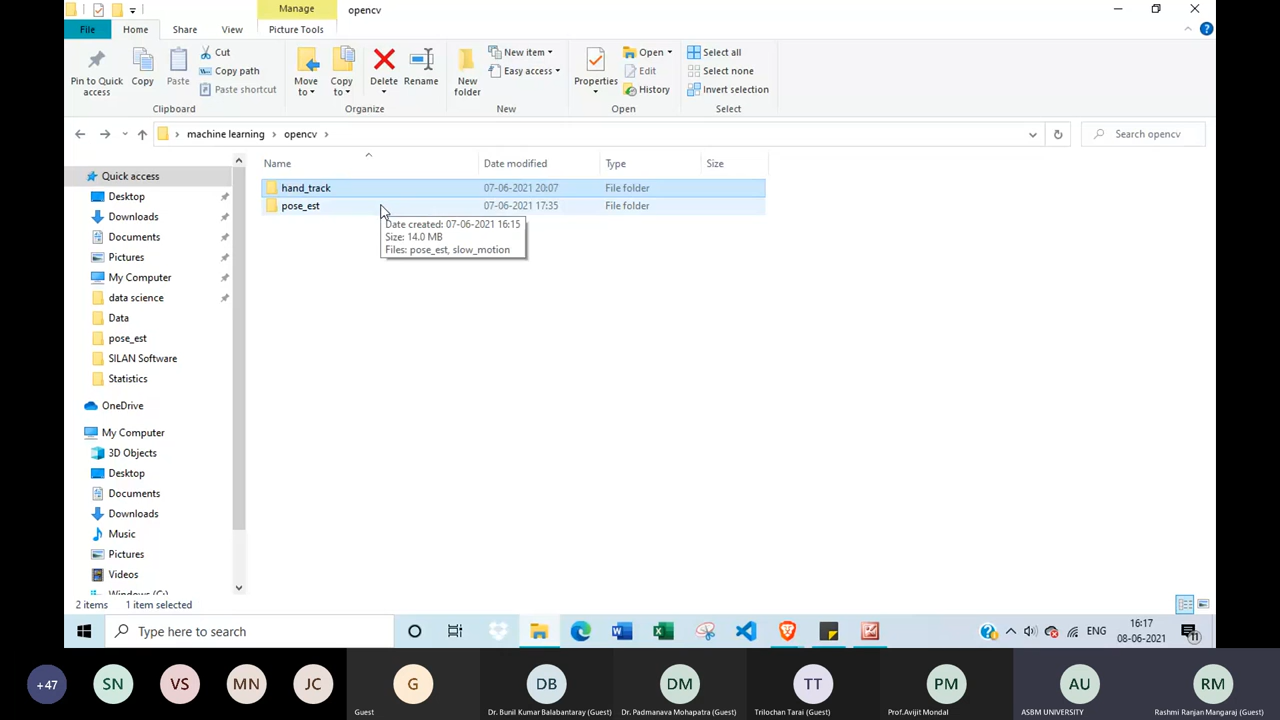 Manage
opencv
File
Home
Share
View
Picture Tools
Pin to Quick
access
Copy
Paste
Cut
Copy path
Paste shortcut
Clipboard
Move
to
Copy
to
Delete
Rename
Organize
New
folder
New item
Easy access
New
Properties
Open
Edit
History
Open
Select all
Select none
Invert selection
Select
machine learning
opencv
Search opencv
Name
Date modified
Type
Size
hand_track 07-06-2021 20:07 File folder
pose_est 07-06-2021 17:35 File folder
Date created: 07-06-2021 16:15
Size: 14.0 MB
Files: pose_est, slow_motion
Quick access
Desktop
Downloads
Documents
Pictures
My Computer
data science
Data
pose_est
SILAN Software
Statistics
OneDrive
My Computer
3D Objects
Desktop
Documents
Downloads
Music
Pictures
Videos
Windows (C:)
2 items 1 item selected
Type here to search
ENG
16:17
08-06-2021
+47
SN
VS
MN
JC
G
Guest
DB
Dr. Bunil Kumar Balabantaray (Guest)
DM
Dr. Padmanava Mohapatra (Guest)
TT
Trilochan Tarai (Guest)
PM
Prof.Avijit Mondal
AU
ASBM UNIVERSITY
RM
Rashmi Ranjan Mangaraj (Guest)